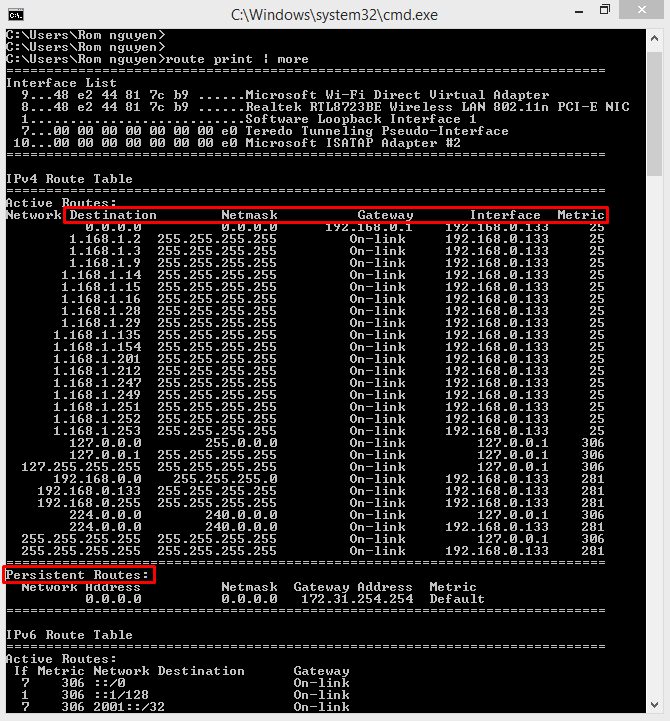 C:\Windows\system32\cmd.exe
C:\Users\Rom nguyen>
C:\Users\Rom nguyen>
C:\Users\Rom nguyen>route print | more
===========================================================================
Interface List
  9...48 e2 44 81 7c b9 ......Microsoft Wi-Fi Direct Virtual Adapter
  8...48 e2 44 81 7c b9 ......Realtek RTL8723BE Wireless LAN 802.11n PCI-E NIC
  1...........................Software Loopback Interface 1
  7...00 00 00 00 00 00 00 e0 Teredo Tunneling Pseudo-Interface
 10...00 00 00 00 00 00 00 e0 Microsoft ISATAP Adapter #2
===========================================================================
IPv4 Route Table
===========================================================================
Active Routes:
Network Destination        Netmask          Gateway       Interface  Metric
          0.0.0.0          0.0.0.0      192.168.0.1    192.168.0.133     25
        1.168.1.2  255.255.255.255         On-link     192.168.0.133     25
        1.168.1.3  255.255.255.255         On-link     192.168.0.133     25
        1.168.1.9  255.255.255.255         On-link     192.168.0.133     25
       1.168.1.14  255.255.255.255         On-link     192.168.0.133     25
       1.168.1.15  255.255.255.255         On-link     192.168.0.133     25
       1.168.1.16  255.255.255.255         On-link     192.168.0.133     25
       1.168.1.28  255.255.255.255         On-link     192.168.0.133     25
       1.168.1.29  255.255.255.255         On-link     192.168.0.133     25
      1.168.1.135  255.255.255.255         On-link     192.168.0.133     25
      1.168.1.154  255.255.255.255         On-link     192.168.0.133     25
      1.168.1.201  255.255.255.255         On-link     192.168.0.133     25
      1.168.1.212  255.255.255.255         On-link     192.168.0.133     25
      1.168.1.247  255.255.255.255         On-link     192.168.0.133     25
      1.168.1.249  255.255.255.255         On-link     192.168.0.133     25
      1.168.1.251  255.255.255.255         On-link     192.168.0.133     25
      1.168.1.252  255.255.255.255         On-link     192.168.0.133     25
      1.168.1.253  255.255.255.255         On-link     192.168.0.133     25
        127.0.0.0        255.0.0.0         On-link         127.0.0.1    306
        127.0.0.1  255.255.255.255         On-link         127.0.0.1    306
  127.255.255.255  255.255.255.255         On-link         127.0.0.1    306
      192.168.0.0    255.255.255.0         On-link     192.168.0.133    281
    192.168.0.133  255.255.255.255         On-link     192.168.0.133    281
    192.168.0.255  255.255.255.255         On-link     192.168.0.133    281
        224.0.0.0        240.0.0.0         On-link         127.0.0.1    306
        224.0.0.0        240.0.0.0         On-link     192.168.0.133    281
  255.255.255.255  255.255.255.255         On-link         127.0.0.1    306
  255.255.255.255  255.255.255.255         On-link     192.168.0.133    281
===========================================================================
Persistent Routes:
  Network Address          Netmask  Gateway Address  Metric
          0.0.0.0          0.0.0.0   172.31.254.254  Default
===========================================================================
IPv6 Route Table
===========================================================================
Active Routes:
 If Metric Network Destination      Gateway
  7    306 ::/0                     On-link
  1    306 ::1/128                  On-link
  7    306 2001::/32                On-link